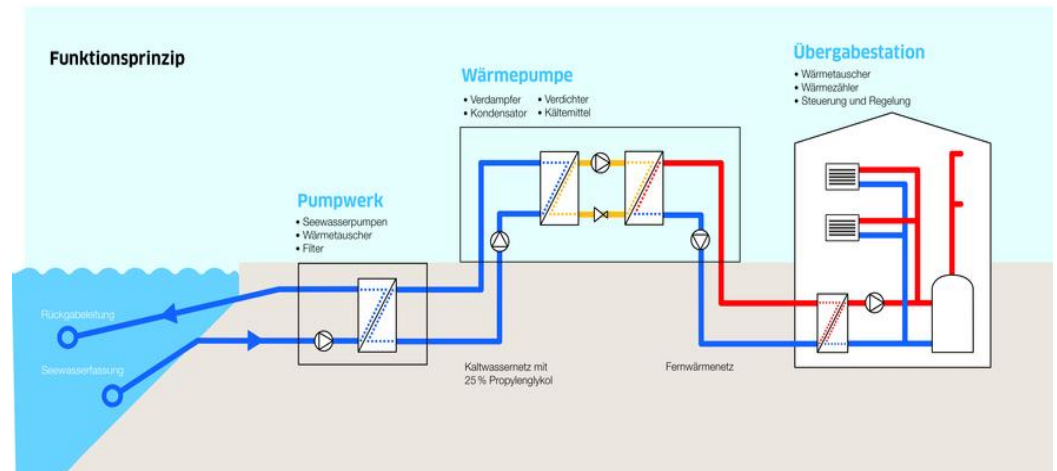 Funktionsprinzip
Rückgabeleitung
Seewasserfassung
Pumpwerk
• Seewasserpumpen
• Wärmetauscher
• Filter
Wärmepumpe
• Verdampfer • Verdichter
• Kondensator • Kältemittel
Kaltwassernetz mit
25 % Propylenglykol
Fernwärmenetz
Übergabestation
• Wärmetauscher
• Wärmezähler
• Steuerung und Regelung